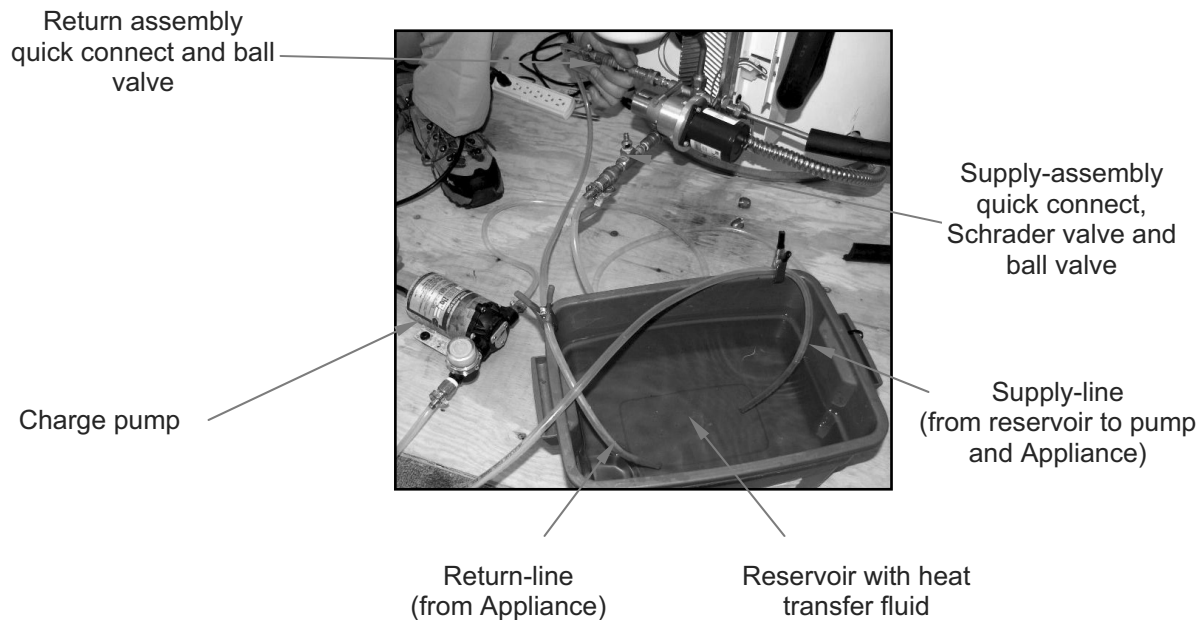 Return assembly
quick connect and ball
valve
Supply-assembly
quick connect,
Schrader valve and
ball valve
Charge pump
Supply-line
(from reservoir to pump
and Appliance)
Return-line
(from Appliance)
Reservoir with heat
transfer fluid